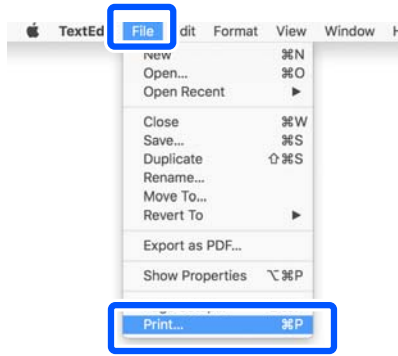 TextEd File dit Format View Window H
New ⌘N
Open... ⌘O
Open Recent ▶
Close ⌘W
Save... ⌘S
Duplicate ⇧⌘S
Rename...
Move To...
Revert To ▶
Export as PDF...
Show Properties ⌥⌘P
Print... ⌘P